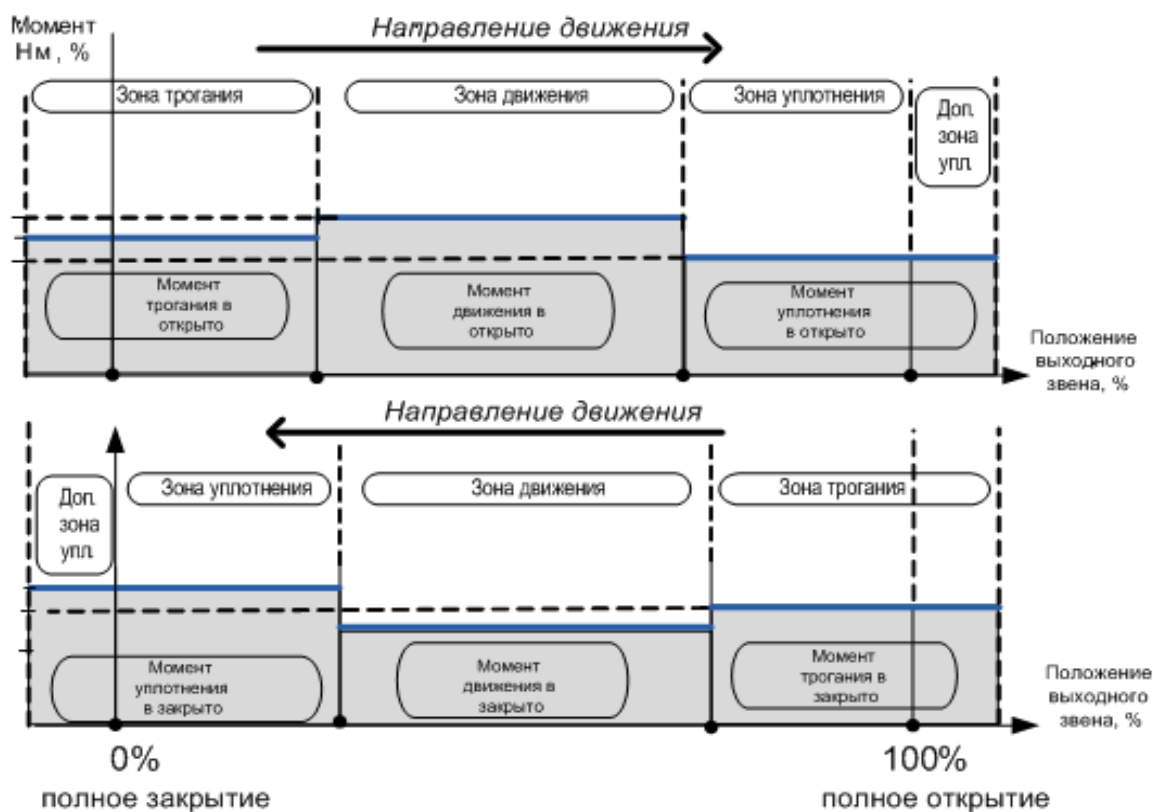 Момент
Нм, %
Направление движения
Зона трогания
Зона движения
Зона уплотнения
Доп.
зона
упл.
Момент
трогания в
открыто
Момент
движения в
открыто
Момент
уплотнения
в открыто
Положение
выходного
звена, %
Направление движения
Доп.
зона
упл.
Зона уплотнения
Зона движения
Зона трогания
Момент
уплотнения
в закрыто
Момент
движения в
закрыто
Момент
трогания в
закрыто
Положение
выходного
звена, %
0%
100%
полное закрытие
полное открытие